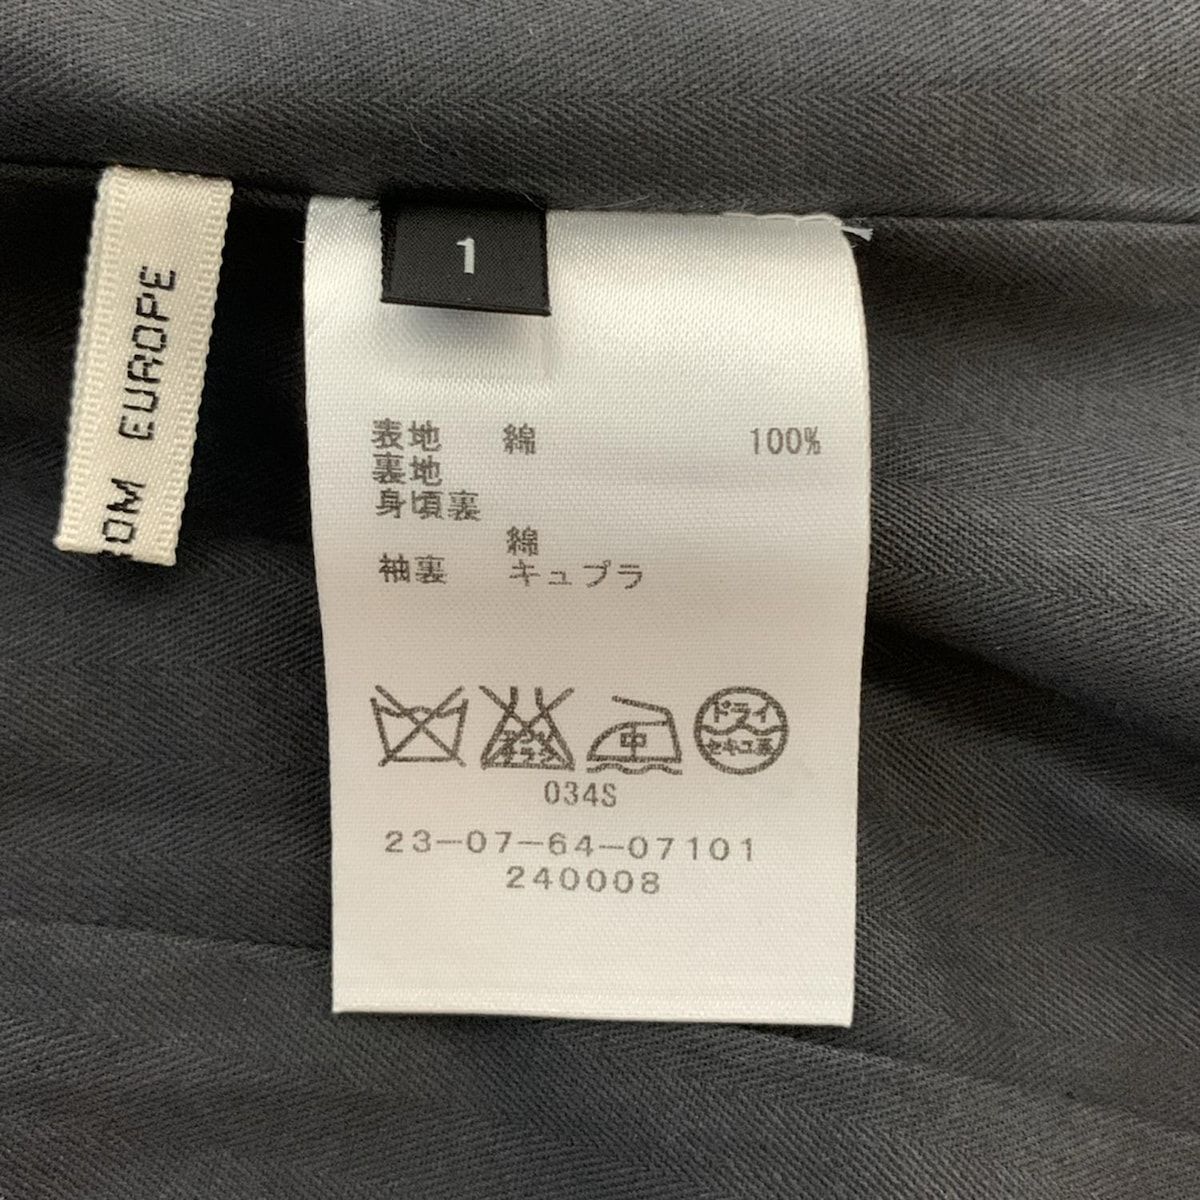 OM EUROPE
1
表地 綿 100%
裏地
身頃裏
綿
袖裏 キュプラ
中
ドライ
セキユ系
034S
23-07-64-07101
240008